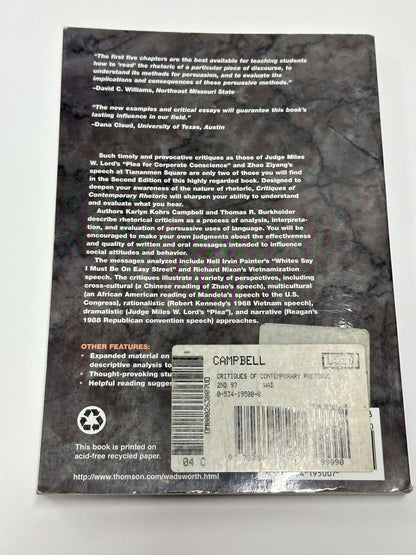 "The first five chapters are the best available for teaching students
how to 'read' the rhetoric of a particular piece of discourse, to
understand its methods for persuasion, and to evaluate the
implications and consequences of these persuasive methods."
–David C. Williams, Northeast Missouri State
"The new examples and critical essays will guarantee this book's
lasting influence in our field."
–Dana Cloud, University of Texas, Austin
Such timely and provocative critiques as those of Judge Miles
W. Lord's "Plea for Corporate Conscience" and Zhao Ziyang's
speech at Tiananmen Square are only two of those you will find
in the Second Edition of this highly regarded book. Designed to
deepen your awareness of the nature of rhetoric, Critiques of
Contemporary Rhetoric will sharpen your ability to understand
and evaluate what you hear.
Authors Karlyn Kohrs Campbell and Thomas R. Burkholder
describe rhetorical criticism as a process of analysis, interpreta-
tion, and evaluation of persuasive uses of language. You will be
encouraged to make your own judgments about the effectiveness
and quality of written and oral messages intended to influence
social attitudes and behavior.
The messages analyzed include Nell Irvin Painter's "Whites Say
I Must Be On Easy Street" and Richard Nixon's Vietnamization
speech. The critiques illustrate a variety of perspectives, including
cross-cultural (a Chinese reading of Zhao's speech), multicultural
(an African American reading of Mandela's speech to the U.S.
Congress), rationalistic (Robert Kennedy's 1968 Vietnam speech),
dramatistic (Judge Miles W. Lord's "Plea"), and narrative (Reagan's
1988 Republican convention speech) approaches.
OTHER FEATURES:
• Expanded material on
descriptive analysis to
• Thought-provoking
• Helpful reading
CAMPBELL
CRITIQUES OF CONTEMPORARY RHETORIC
2ND 97 WAD
0-534-19500-8
04 C
99990
This book is printed on
acid-free recycled paper.
http://www.thomson.com/wadsworth.html